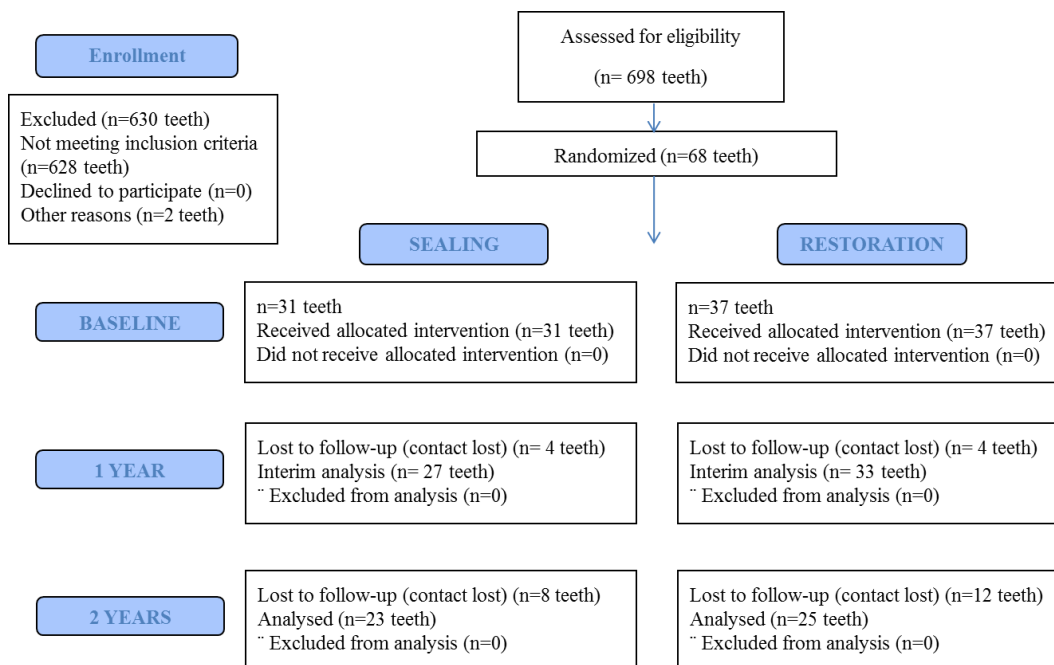 Enrollment
Assessed for eligibility
(n= 698 teeth)
Excluded (n=630 teeth)
Not meeting inclusion criteria
(n=628 teeth)
Declined to participate (n=0)
Other reasons (n=2 teeth)
Randomized (n=68 teeth)
SEALING
RESTORATION
BASELINE
n=31 teeth
Received allocated intervention (n=31 teeth)
Did not receive allocated intervention (n=0)
n=37 teeth
Received allocated intervention (n=37 teeth)
Did not receive allocated intervention (n=0)
1 YEAR
Lost to follow-up (contact lost) (n= 4 teeth)
Interim analysis (n= 27 teeth)
¨ Excluded from analysis (n=0)
Lost to follow-up (contact lost) (n= 4 teeth)
Interim analysis (n= 33 teeth)
¨ Excluded from analysis (n=0)
2 YEARS
Lost to follow-up (contact lost) (n=8 teeth)
Analysed (n=23 teeth)
¨ Excluded from analysis (n=0)
Lost to follow-up (contact lost) (n=12 teeth)
Analysed (n=25 teeth)
¨ Excluded from analysis (n=0)